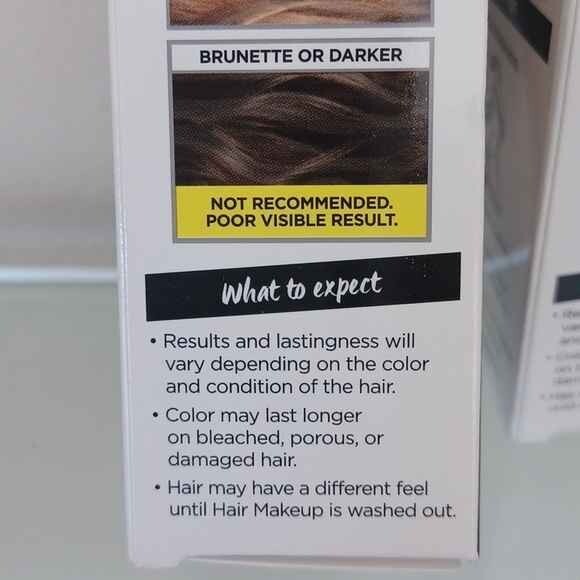 BRUNETTE OR DARKER
NOT RECOMMENDED.
POOR VISIBLE RESULT.
What to expect
• Results and lastingness will
vary depending on the color
and condition of the hair.
• Color may last longer
on bleached, porous, or
damaged hair.
• Hair may have a different feel
until Hair Makeup is washed out.